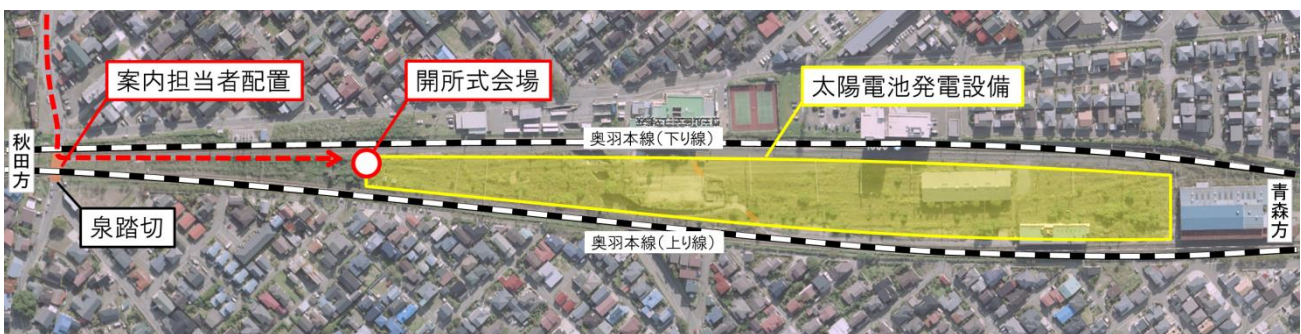 案内担当者配置
開所式会場
太陽電池発電設備
奥羽本線(下り線)
秋田方
泉踏切
奥羽本線(上り線)
青森方